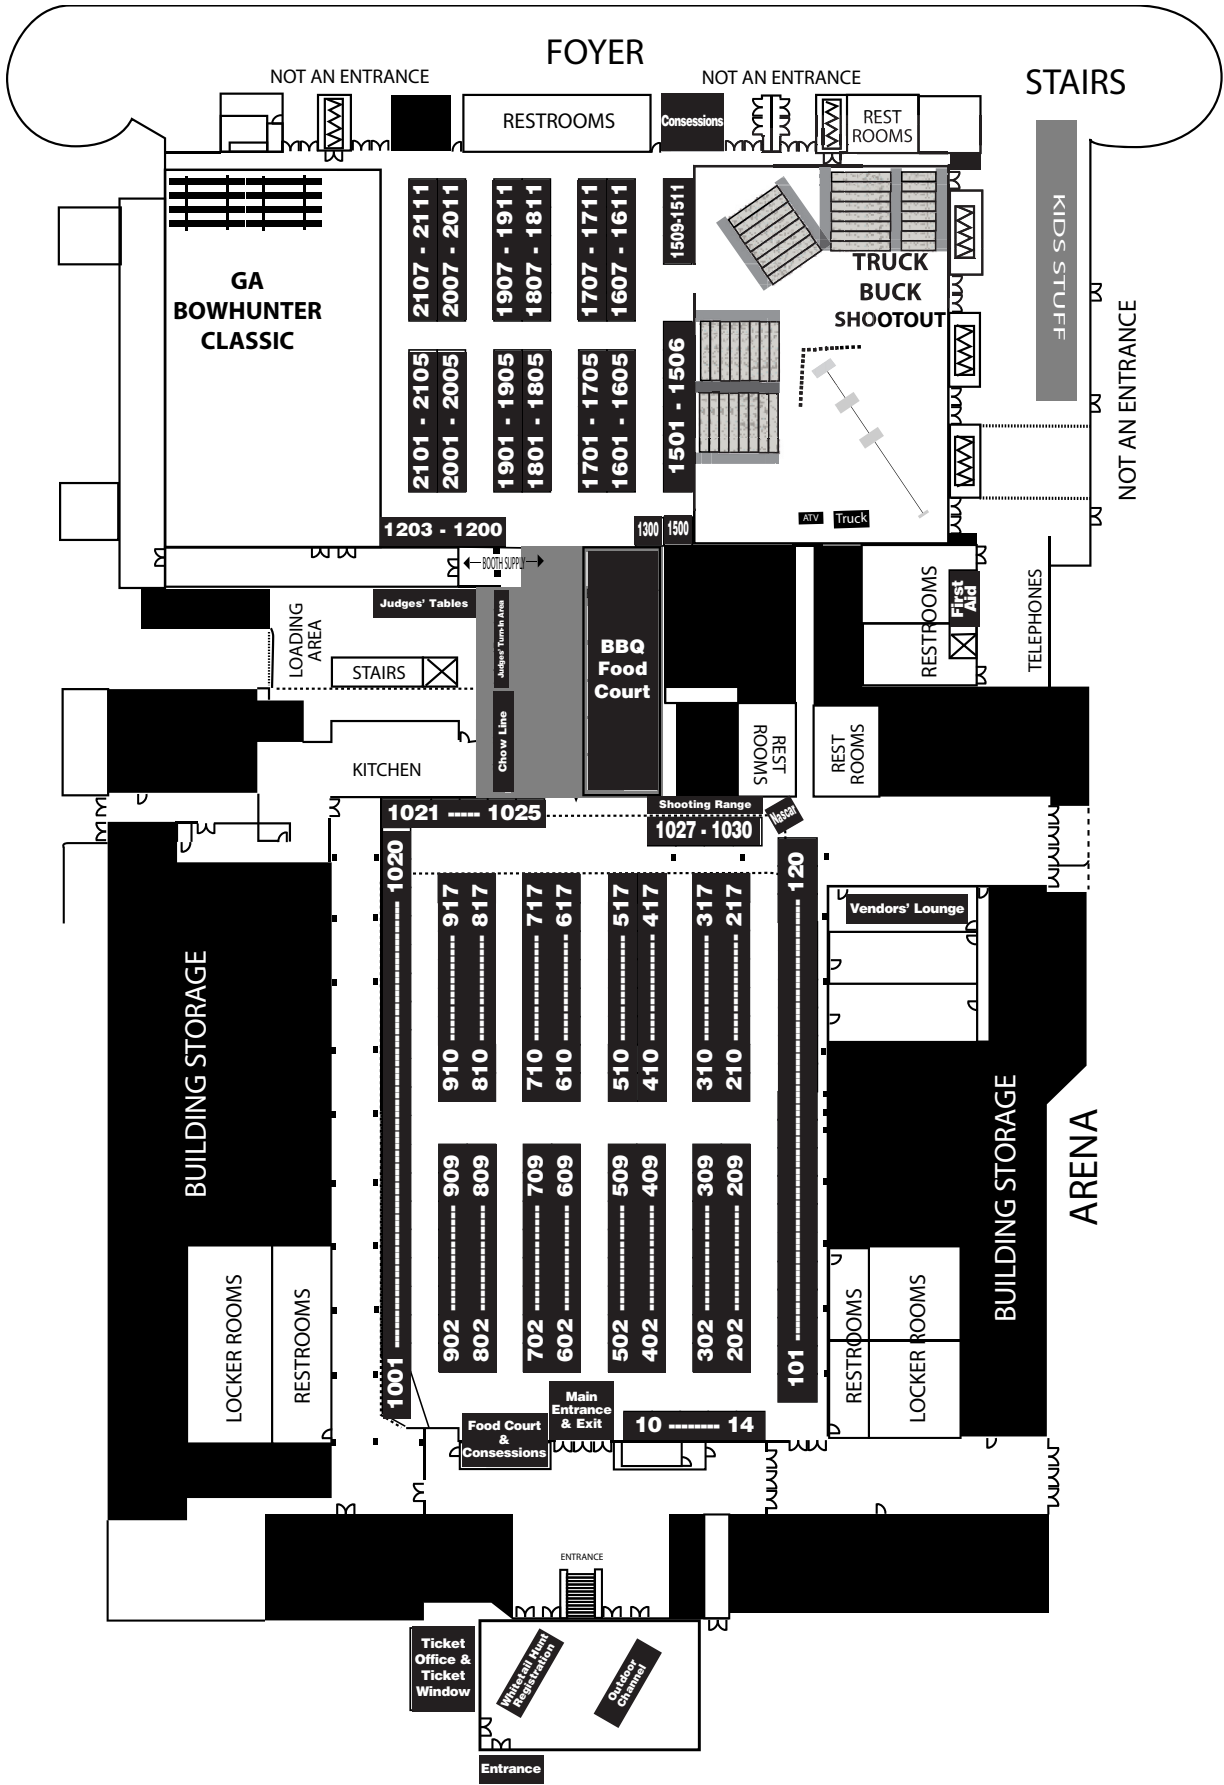 FOYER
NOT AN ENTRANCE
NOT AN ENTRANCE
STAIRS
RESTROOMS
Consessions
REST
ROOMS
KIDS STUFF
NOT AN ENTRANCE
GA
BOWHUNTER
CLASSIC
2107 - 2111
2007 - 2011
1907 - 1911
1807 - 1811
1707 - 1711
1607 - 1611
1509-1511
TRUCK
BUCK
SHOOTOUT
2101 - 2105
2001 - 2005
1901 - 1905
1801 - 1805
1701 - 1705
1601 - 1605
1501 - 1506
ATV
Truck
1203 - 1200
1300
1500
BOOTH SUPPLY
LOADING
AREA
Judges' Tables
Judges' Turn-In Area
STAIRS
Chow Line
KITCHEN
BBQ
Food
Court
RESTROOMS
First
Aid
TELEPHONES
REST
ROOMS
REST
ROOMS
1021 ----- 1025
Shooting Range
1027 - 1030
Nascar
1001 ---------- 1020
910 ---------- 917
810 ---------- 817
710 ---------- 717
610 ---------- 617
510 ---------- 517
410 ---------- 417
310 ---------- 317
210 ---------- 217
101 ---------- 120
Vendors' Lounge
BUILDING STORAGE
902 ---------- 909
802 ---------- 809
702 ---------- 709
602 ---------- 609
502 ---------- 509
402 ---------- 409
302 ---------- 309
202 ---------- 209
BUILDING STORAGE
ARENA
LOCKER ROOMS
RESTROOMS
RESTROOMS
LOCKER ROOMS
Main
Entrance
& Exit
Food Court
&
Consessions
10 -------- 14
ENTRANCE
Ticket
Office &
Ticket
Window
Whitetail Hunt
Registration
Outdoor
Channel
Entrance